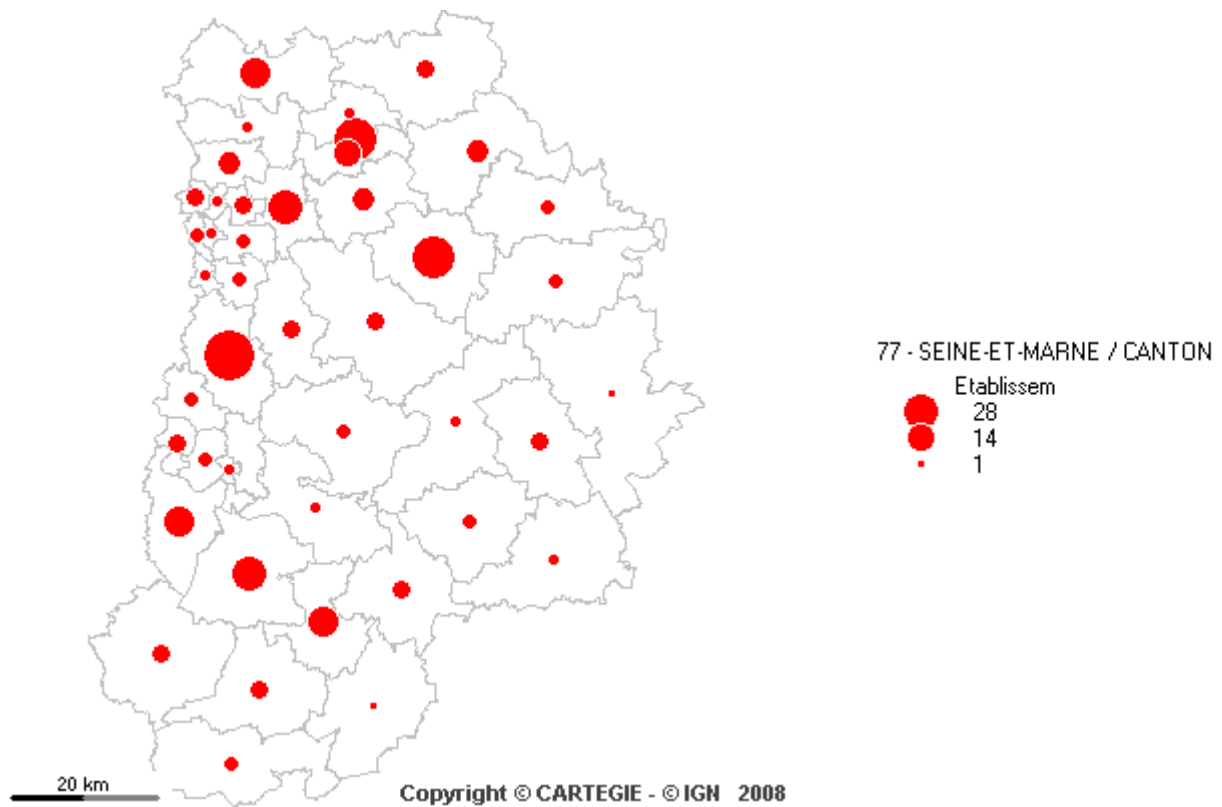 77 - SEINE-ET-MARNE / CANTON
Etablissem
28
14
1
20 km
Copyright © CARTEGIE - © IGN 2008